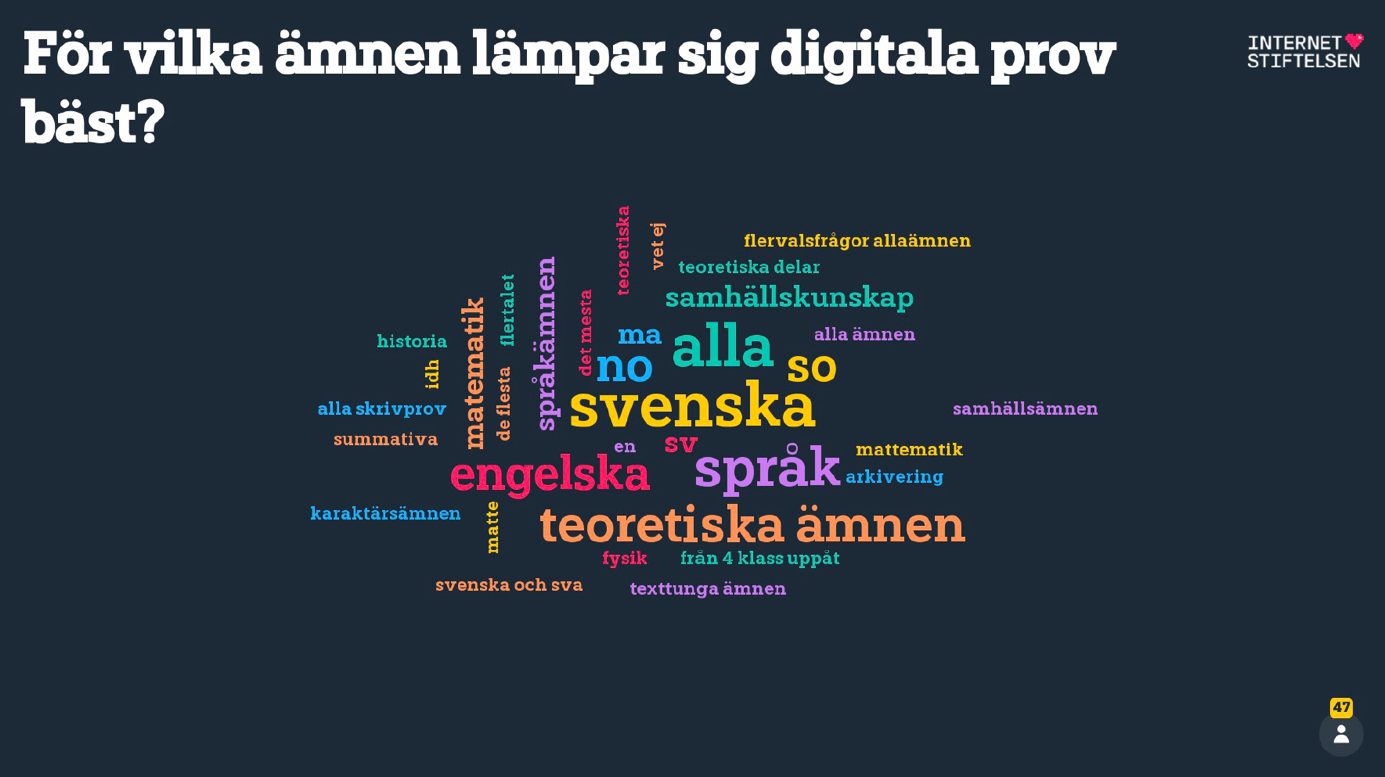 För vilka ämnen lämpar sig digitala prov
bäst?
INTERNET
STIFTELSEN
teoretiska
vet ej
flervalsfrågor allaämnen
teoretiska delar
språkämnen
flertalet
det mesta
matematik
samhällskunskap
historia
ma
alla
alla ämnen
idh
no
so
de flesta
svenska
alla skrivprov
samhällsämnen
summativa
en
sv
o
mattematik
engelska
språk
arkivering
karaktärsämnen
matte
teoretiska ämnen
fysik
från 4 klass uppåt
svenska och sva
texttunga ämnen
47